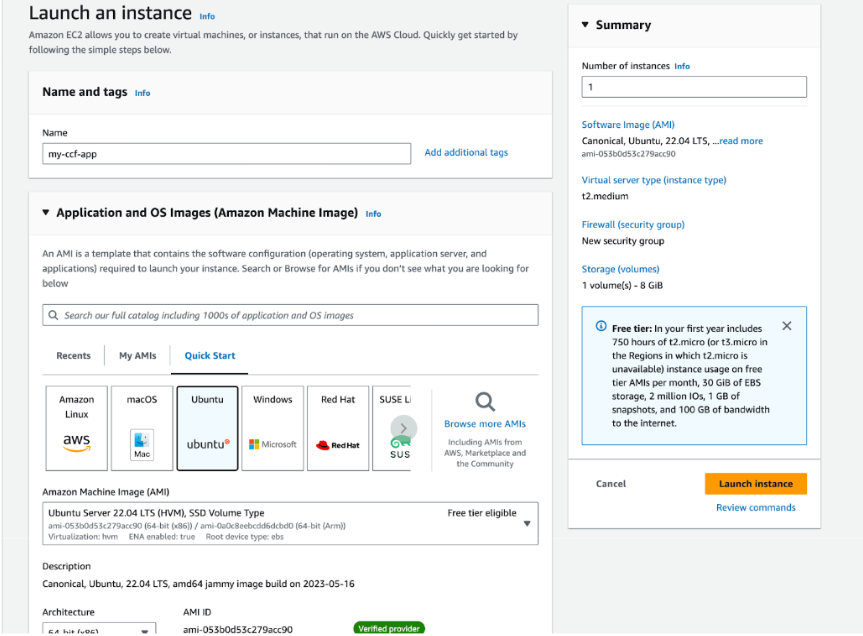 Launch an instance Info
Amazon EC2 allows you to create virtual machines, or instances, that run on the AWS Cloud. Quickly get started by
following the simple steps below.
Name and tags Info
Name
my-ccf-app
Add additional tags
Application and OS Images (Amazon Machine Image) Info
An AMI is a template that contains the software configuration (operating system, application server, and
applications) required to launch your instance. Search or Browse for AMIs if you don't see what you are looking for
below
Search our full catalog including 1000s of application and OS images
Recents
My AMIs
Quick Start
Amazon
Linux
aws
macOS
Mac
Ubuntu
ubuntu
Windows
Microsoft
Red Hat
Red Hat
SUSE Li
SUS
Browse more AMIs
Including AMIs from
AWS, Marketplace and
the Community
Amazon Machine Image (AMI)
Ubuntu Server 22.04 LTS (HVM), SSD Volume Type
Free tier eligible
ami-053b0d53c279acc90 (64-bit (x86)) / ami-0a0c8eebcdd6dcbd0 (64-bit (Arm))
Virtualization: hvm ENA enabled: true Root device type: ebs
Description
Canonical, Ubuntu, 22.04 LTS, amd64 jammy image build on 2023-05-16
Architecture
AMI ID
64-bit (x86)
ami-053b0d53c279acc90
Verified provider
Summary
Number of instances Info
1
Software Image (AMI)
Canonical, Ubuntu, 22.04 LTS, ...read more
ami-053b0d53c279acc90
Virtual server type (instance type)
t2.medium
Firewall (security group)
New security group
Storage (volumes)
1 volume(s) - 8 GiB
Free tier: In your first year includes
750 hours of t2.micro (or t3.micro in
the Regions in which t2.micro is
unavailable) instance usage on free
tier AMIs per month, 30 GiB of EBS
storage, 2 million IOs, 1 GB of
snapshots, and 100 GB of bandwidth
to the internet.
Cancel
Launch instance
Review commands